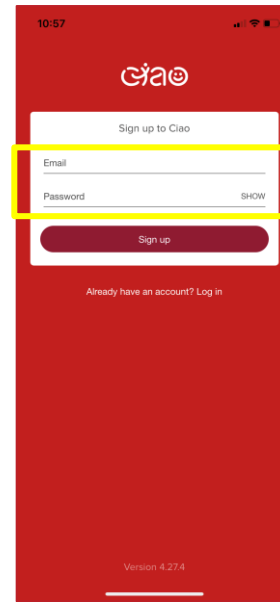 10:57
ciao
Sign up to Ciao
Email
Password SHOW
Sign up
Already have an account? Log in
Version 4.27.4